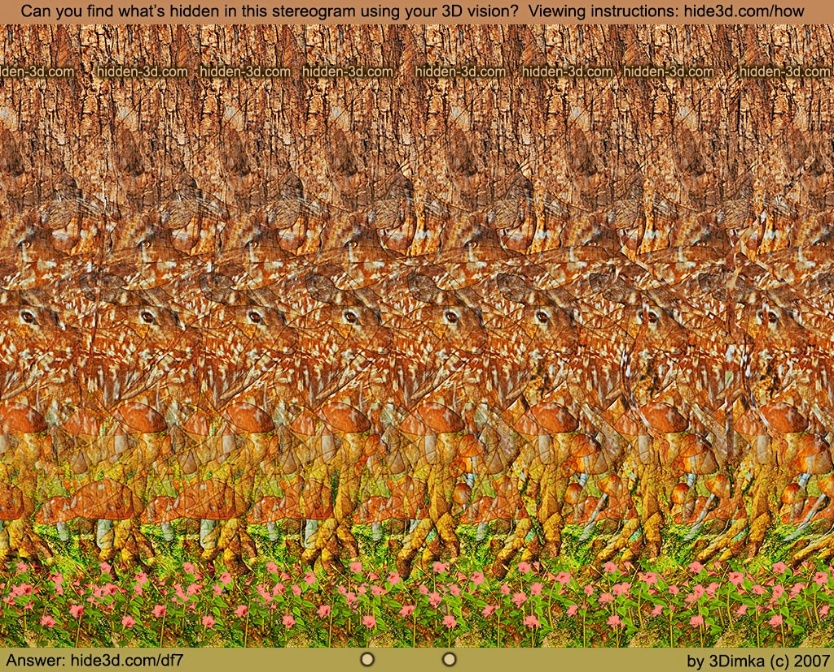 Can you find what's hidden in this stereogram using your 3D vision? Viewing instructions: hide3d.com/how
dden-3d.com hidden-3d.com hidden-3d.com hidden-3d.com hidden-3d.com hidden-3d.com hidden-3d.com hidden-3d.com
Answer: hide3d.com/df7
by 3Dimka (c) 2007